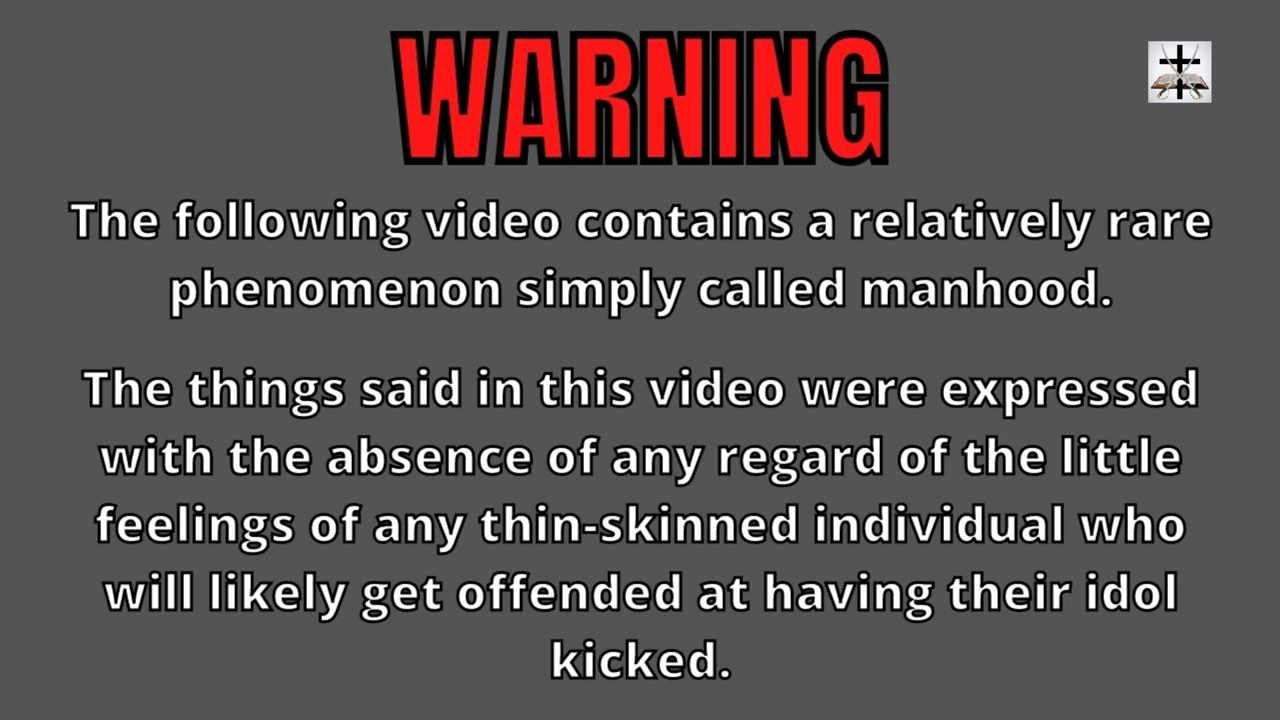 WARNING
The following video contains a relatively rare
phenomenon simply called manhood.
The things said in this video were expressed
with the absence of any regard of the little
feelings of any thin-skinned individual who
will likely get offended at having their idol
kicked.